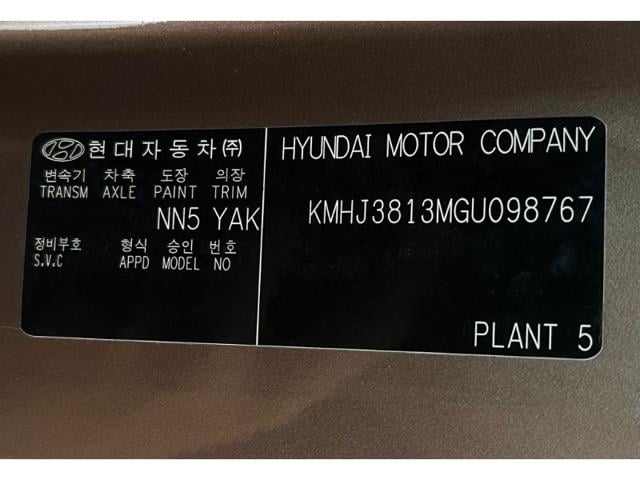 현대자동차㈜
변속기 차축 도장 의장
TRANSM AXLE PAINT TRIM
NN5 YAK
정비부호 형식 승인 번호
S.V.C APPD MODEL NO
HYUNDAI MOTOR COMPANY
KMHJ3813MGU098767
PLANT 5